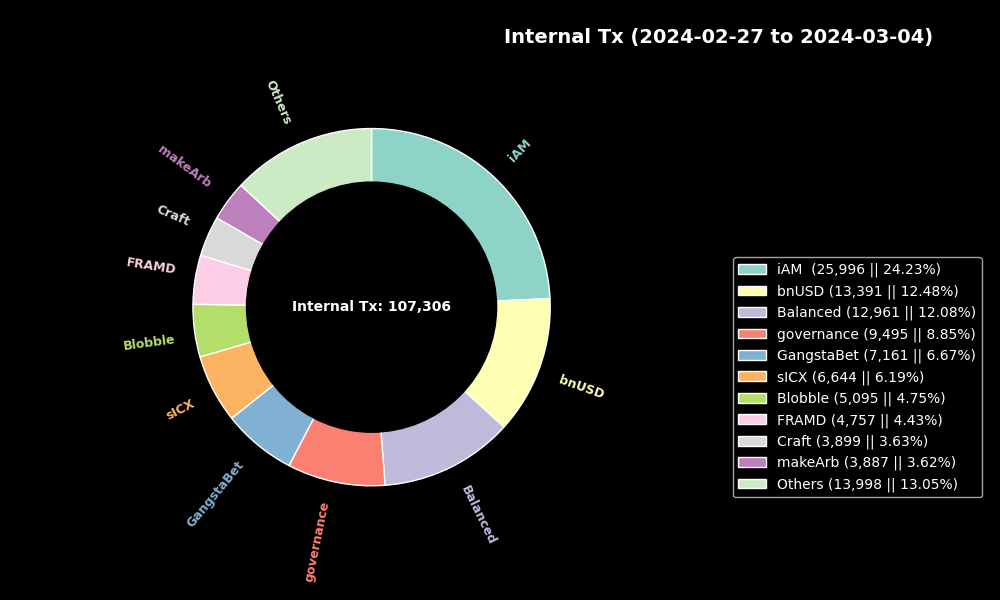 Internal Tx (2024-02-27 to 2024-03-04)
Others
iAM
makeArb
Craft
FRAMD
Internal Tx: 107,306
Blobble
bnUSD
sICX
GangstaBet
Balanced
governance
iAM  (25,996 || 24.23%)
bnUSD (13,391 || 12.48%)
Balanced (12,961 || 12.08%)
governance (9,495 || 8.85%)
GangstaBet (7,161 || 6.67%)
sICX (6,644 || 6.19%)
Blobble (5,095 || 4.75%)
FRAMD (4,757 || 4.43%)
Craft (3,899 || 3.63%)
makeArb (3,887 || 3.62%)
Others (13,998 || 13.05%)